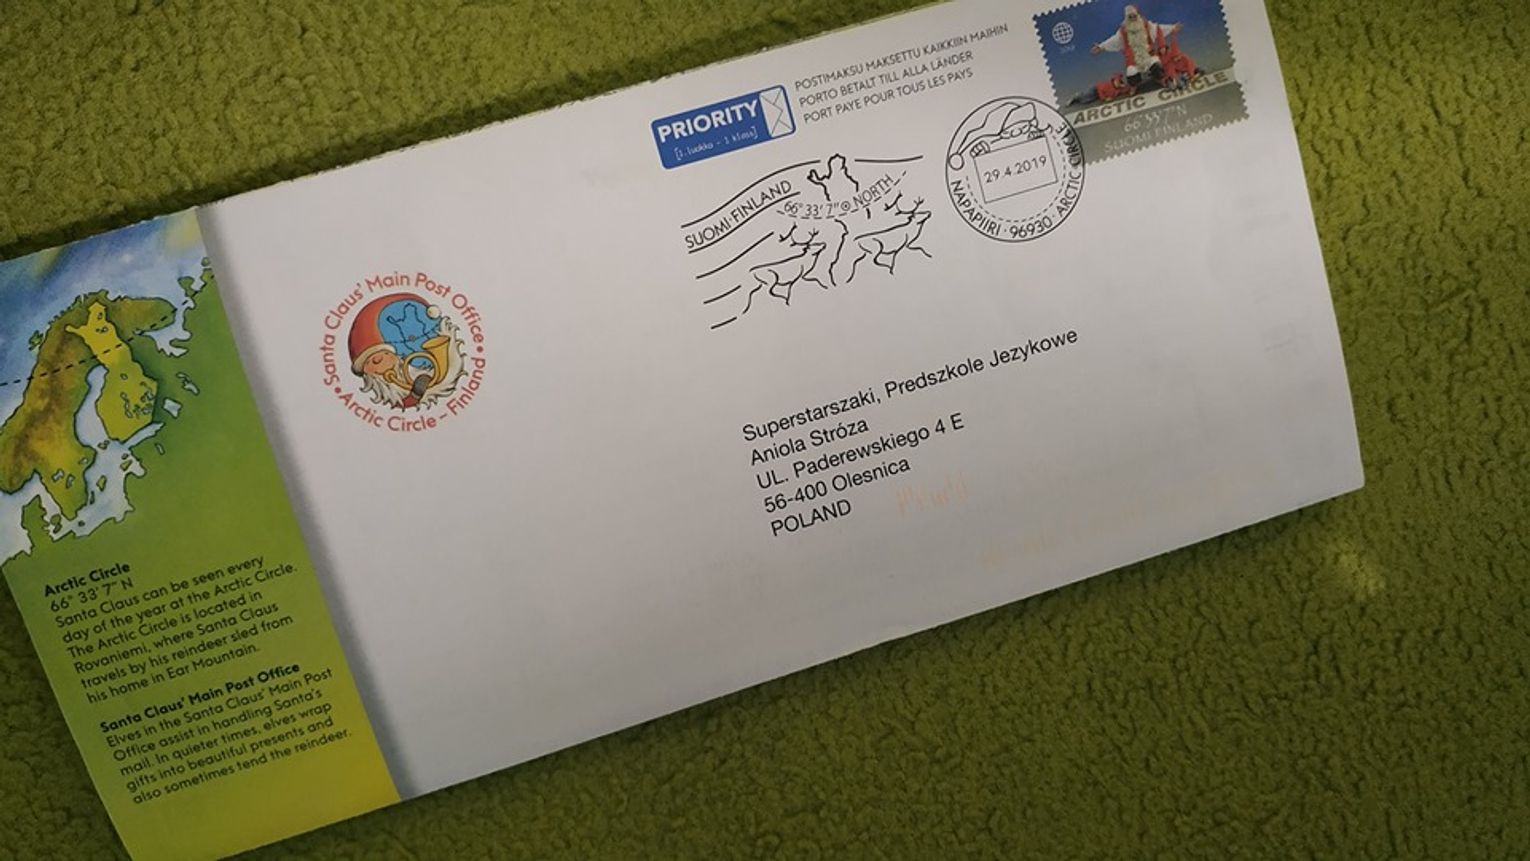 POSTIMAKSU MAKSETTU KAIKKIIN MAIHIN
PORTO BETALT TILL ALLA LÄNDER
PORT PAYE POUR TOUS LES PAYS
PRIORITY
[1.luokka - 1 klass]
2019
ARCTIC CIRCLE
66°33'7"N
SUOMI FINLAND
SUOMI·FINLAND
66° 33' 7" NORTH
29.4.2019
NAPAPIIRI · 96930 · ARCTIC CIRCLE
Santa Claus' Main Post Office
Arctic Circle – Finland
Superstarszaki, Predszkole Jezykowe
Aniola Stróza
UL. Paderewskiego 4 E
56-400 Olesnica
POLAND
Arctic Circle
66° 33' 7" N
Santa Claus can be seen every
day of the year at the Arctic Circle.
The Arctic Circle is located in
Rovaniemi, where Santa Claus
travels by his reindeer sled from
his home in Ear Mountain.
Santa Claus' Main Post Office
Elves in the Santa Claus' Main Post
Office assist in handling Santa's
mail. In quieter times, elves wrap
gifts into beautiful presents and
also sometimes tend the reindeer.